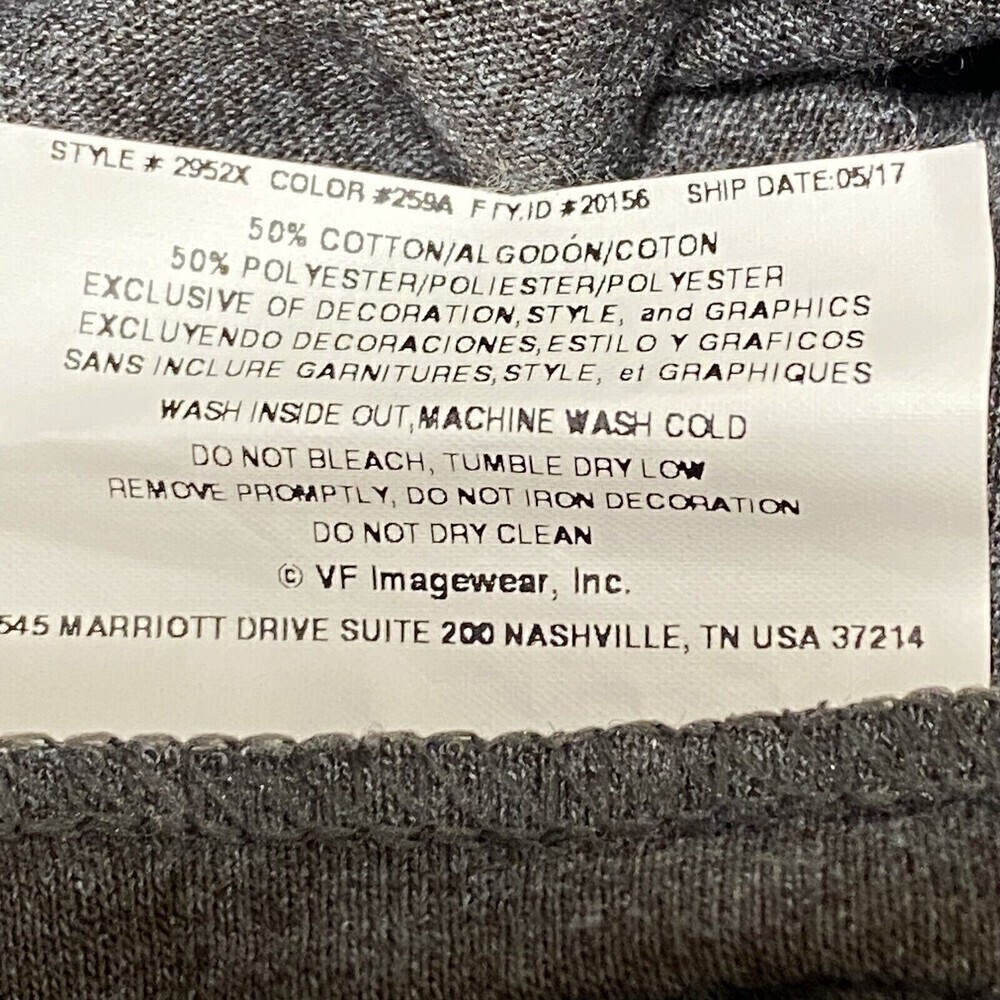 STYLE # 2952X COLOR #259A FTY.ID #20156 SHIP DATE:05/17
50% COTTON/ALGODÓN/COTON
50% POLYESTER/POLIESTER/POLYESTER
EXCLUSIVE OF DECORATION, STYLE, and GRAPHICS
EXCLUYENDO DECORACIONES, ESTILO Y GRAFICOS
SANS INCLURE GARNITURES, STYLE, et GRAPHIQUES
WASH INSIDE OUT, MACHINE WASH COLD
DO NOT BLEACH, TUMBLE DRY LOW
REMOVE PROMPTLY, DO NOT IRON DECORATION
DO NOT DRY CLEAN
© VF Imagewear, Inc.
545 MARRIOTT DRIVE SUITE 200 NASHVILLE, TN USA 37214